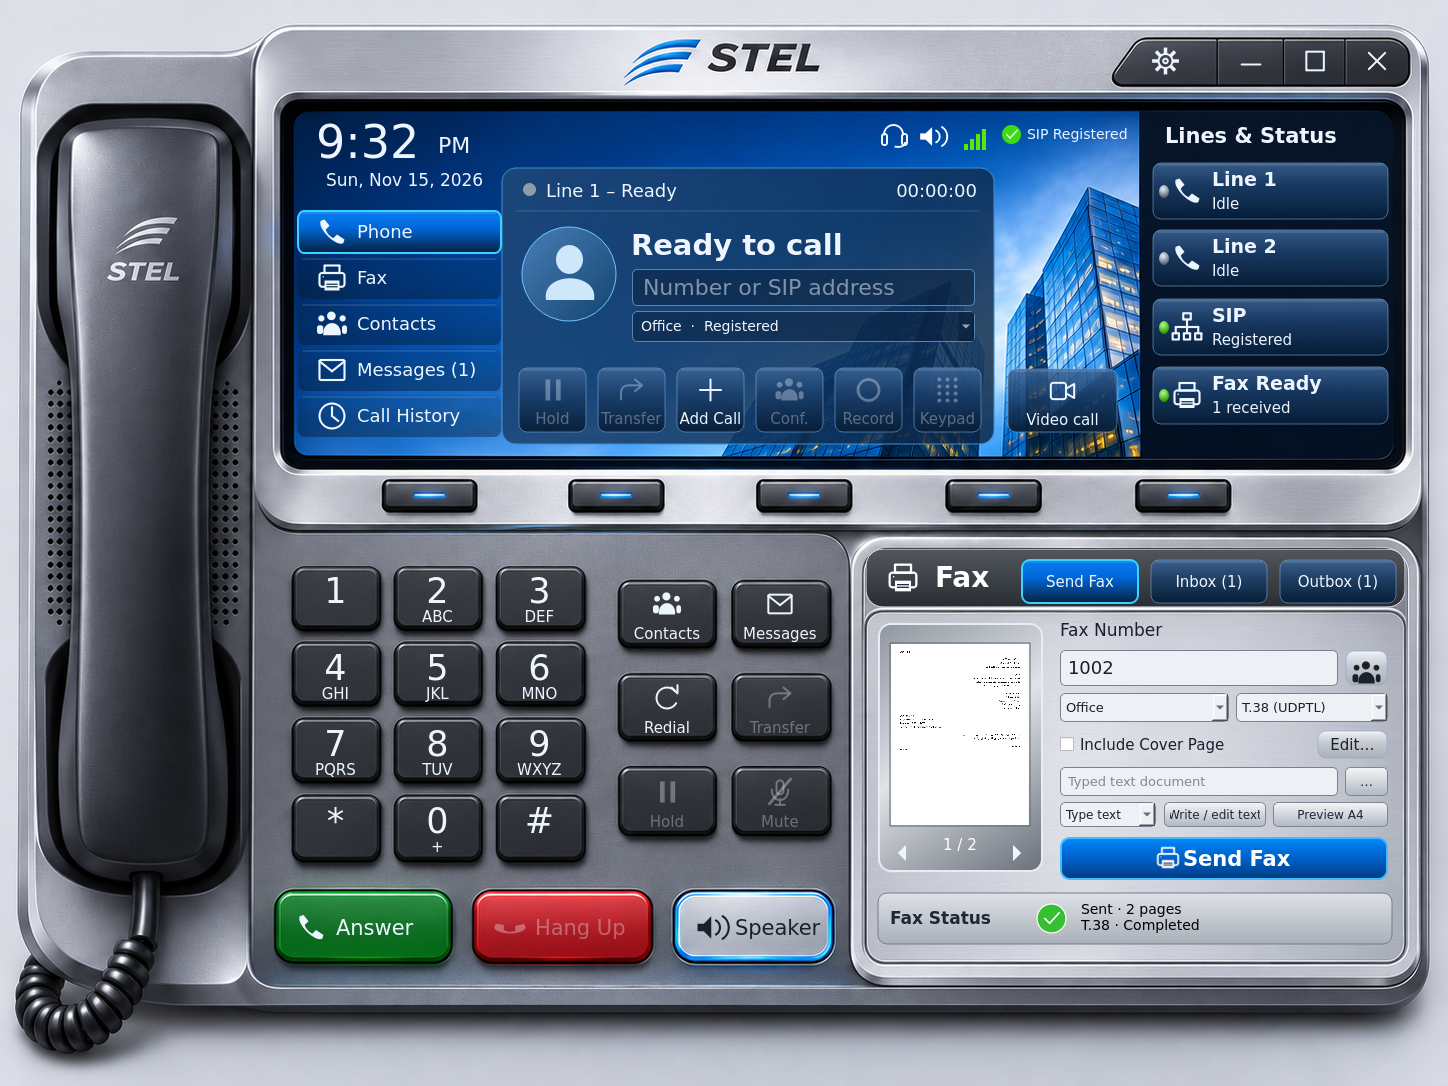 STEL
9:32 PM
Sun, Nov 15, 2026
SIP Registered
Lines & Status
Line 1 – Ready
00:00:00
Phone
Fax
Contacts
Messages (1)
Call History
Ready to call
Number or SIP address
Office · Registered
Hold
Transfer
Add Call
Conf.
Record
Keypad
Video call
Line 1
Idle
Line 2
Idle
SIP
Registered
Fax Ready
1 received
STEL
1
2
ABC
3
DEF
4
GHI
5
JKL
6
MNO
7
PQRS
8
TUV
9
WXYZ
*
0
+
#
Contacts
Messages
Redial
Transfer
Hold
Mute
Answer
Hang Up
Speaker
Fax
Send Fax
Inbox (1)
Outbox (1)
1 / 2
Fax Number
1002
Office
T.38 (UDPTL)
Include Cover Page
Edit...
Typed text document
...
Type text
Write / edit text
Preview A4
Send Fax
Fax Status
Sent · 2 pages
T.38 · Completed